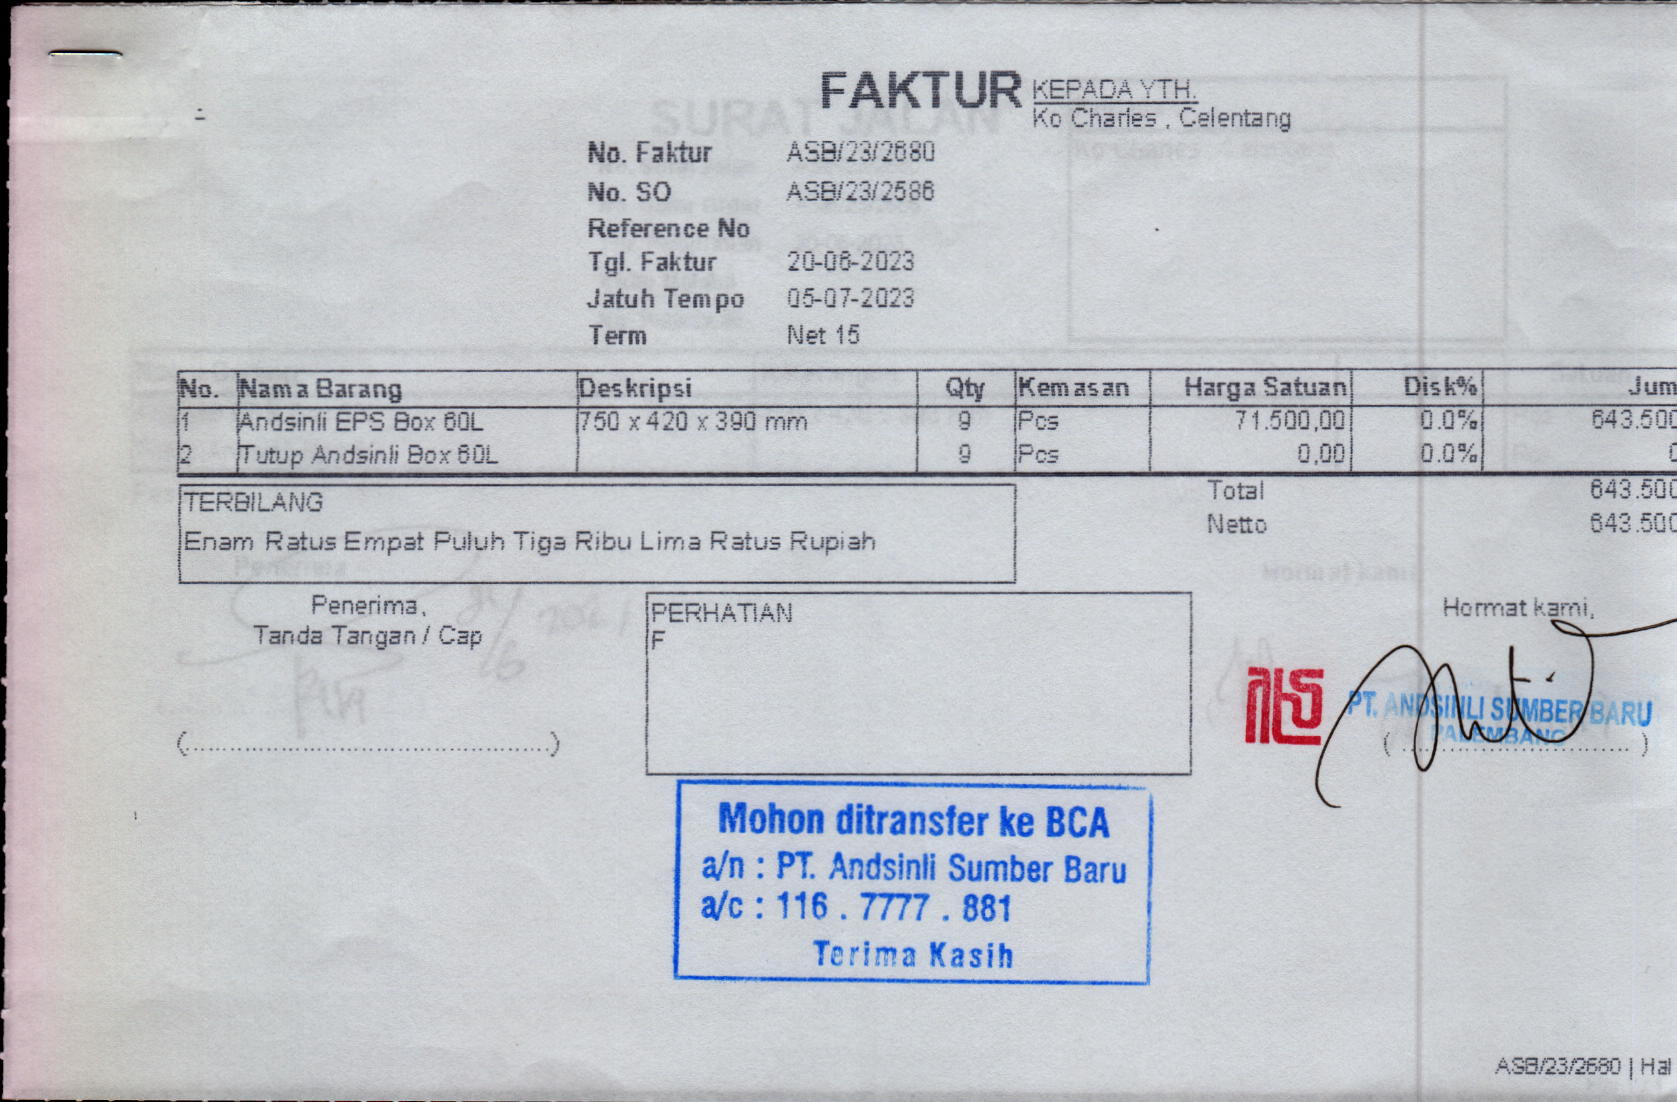 FAKTUR
KEPADA YTH.
Ko Charles , Celentang
No. Faktur ASB/23/2680
No. SO ASB/23/2586
Reference No
Tgl. Faktur 20-06-2023
Jatuh Tempo 05-07-2023
Term Net 15
No. Nama Barang Deskripsi Qty Kemasan Harga Satuan Disk% Jum
1 Andsinli EPS Box 60L 750 x 420 x 390 mm 9 Pcs 71.500,00 0.0% 643.500
2 Tutup Andsinli Box 60L 9 Pcs 0,00 0.0% 0
Total 643.500
Netto 643.500
TERBILANG
Enam Ratus Empat Puluh Tiga Ribu Lima Ratus Rupiah
Penerima,
Tanda Tangan / Cap
PERHATIAN
F
Hormat kami,
PT. ANDSINLI SUMBER BARU
PALEMBANG
Mohon ditransfer ke BCA
a/n : PT. Andsinli Sumber Baru
a/c : 116 . 7777 . 881
Terima Kasih
ASB/23/2680 | Hal